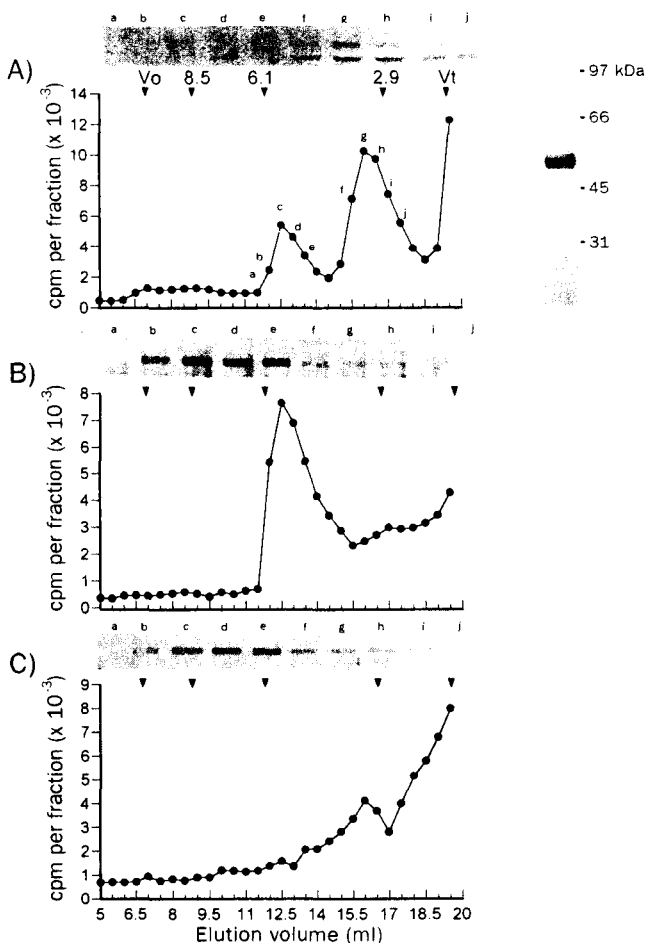 a b c d e f g h i j
A)
Vo 8.5 6.1 2.9 Vt
- 97 kDa
- 66
- 45
- 31
14
12
10
8
6
4
2
0
cpm per fraction (x 10⁻³)
a b c d e f g h i j
a b c d e f g h i j
B)
8
7
6
5
4
3
2
1
0
cpm per fraction (x 10⁻³)
a b c d e f g h i j
C)
9
8
7
6
5
4
3
2
1
0
cpm per fraction (x 10⁻³)
5 6.5 8 9.5 11 12.5 14 15.5 17 18.5 20
Elution volume (ml)